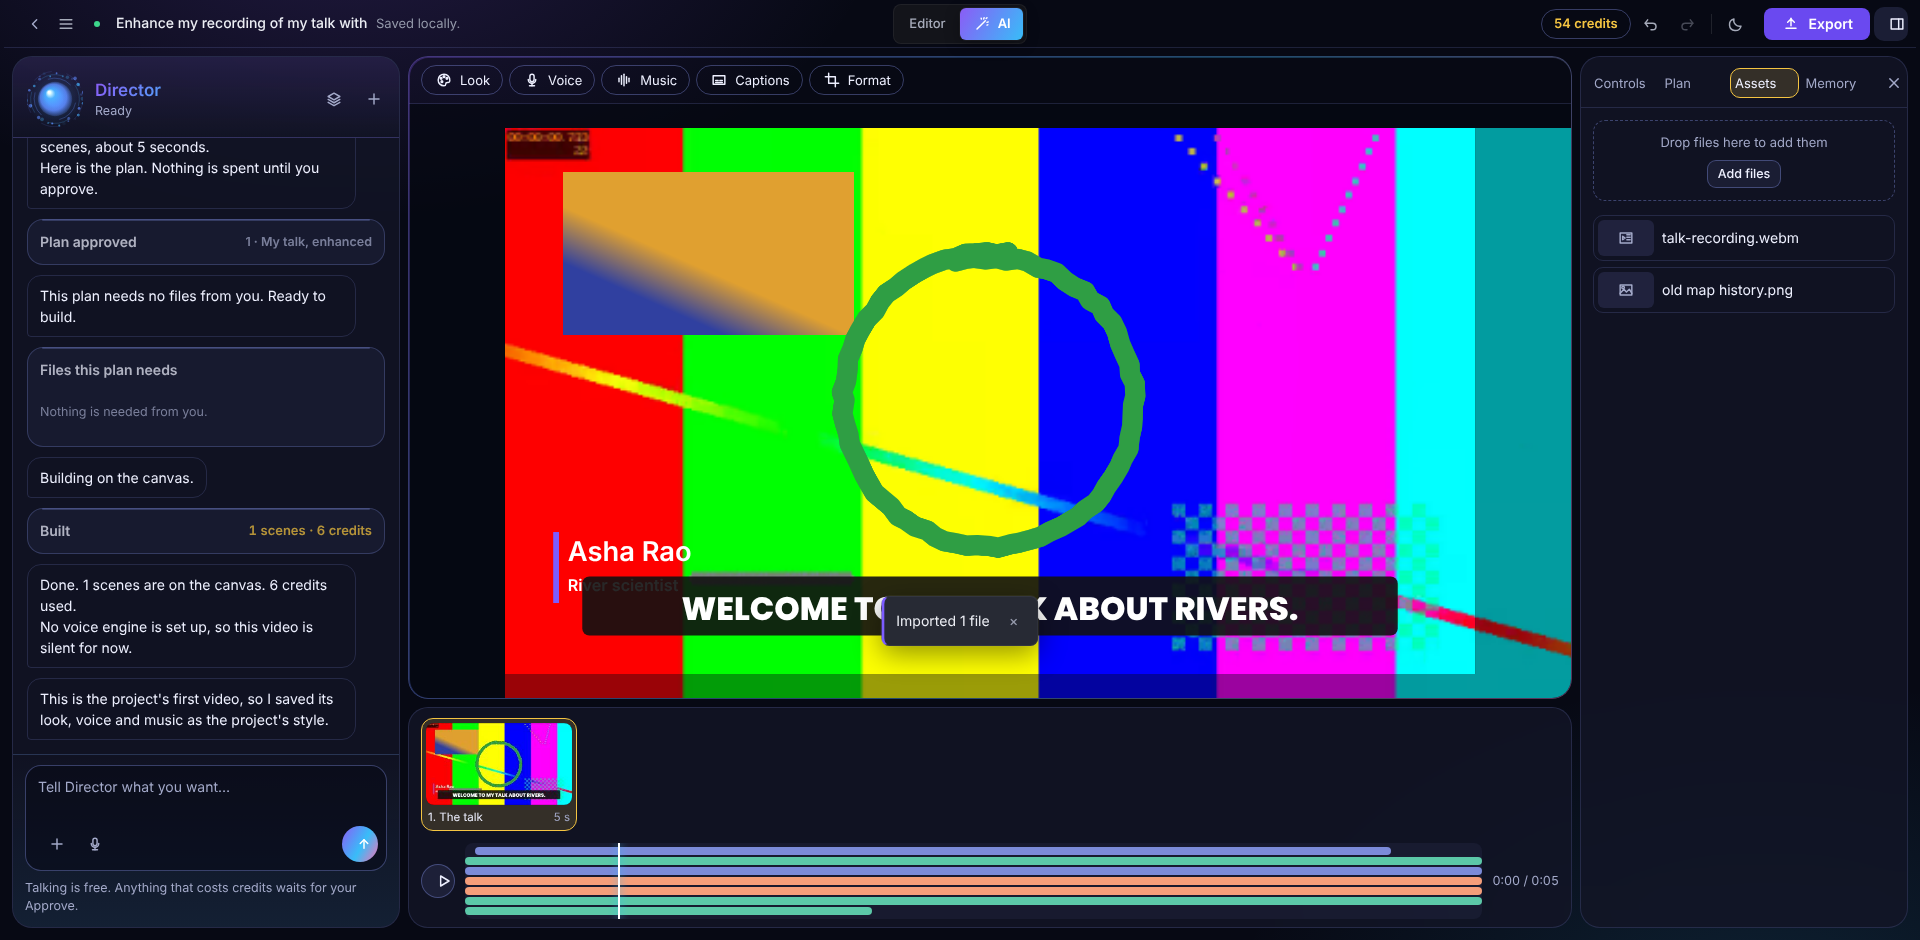 Enhance my recording of my talk with Saved locally.
Editor AI
54 credits
Export
Director
Ready
scenes, about 5 seconds.
Here is the plan. Nothing is spent until you
approve.
Plan approved 1 · My talk, enhanced
This plan needs no files from you. Ready to
build.
Files this plan needs
Nothing is needed from you.
Building on the canvas.
Built 1 scenes · 6 credits
Done. 1 scenes are on the canvas. 6 credits
used.
No voice engine is set up, so this video is
silent for now.
This is the project's first video, so I saved its
look, voice and music as the project's style.
Tell Director what you want...
Talking is free. Anything that costs credits waits for your
Approve.
Look Voice Music Captions Format
Asha Rao
River scientist
WELCOME ABOUT RIVERS.
Imported 1 file ×
WELCOME TO MY TALK ABOUT RIVERS.
1. The talk 5 s
0:00 / 0:05
Controls Plan Assets Memory
Drop files here to add them
Add files
talk-recording.webm
old map history.png